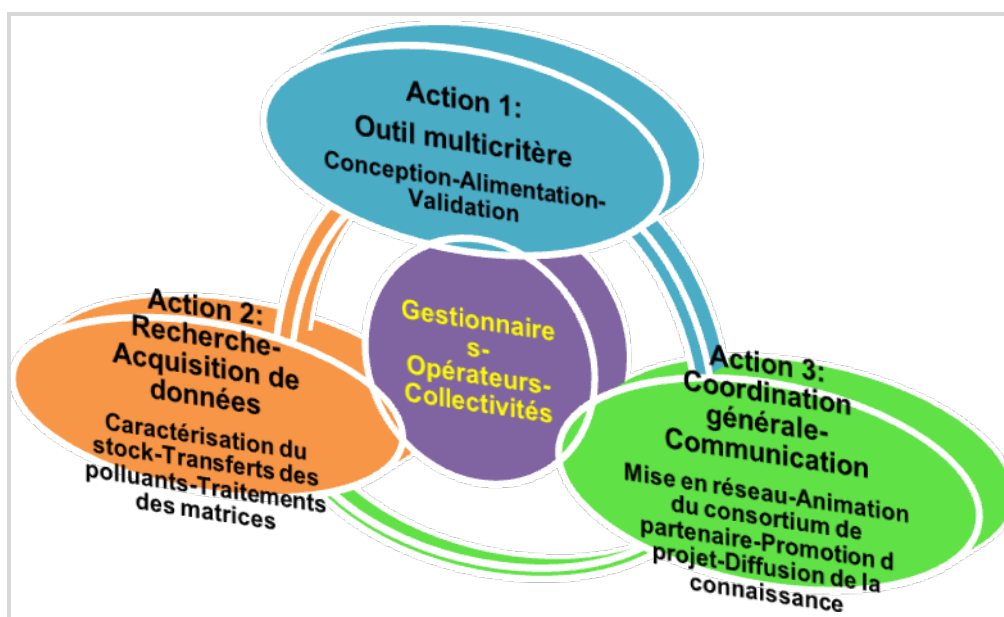 Action 1:
Outil multicritère
Conception-Alimentation-
Validation
Gestionnaire
s-
Opérateurs-
Collectivités
Action 2:
Recherche-
Acquisition de
données
Caractérisation du
stock-Transferts des
polluants-Traitements
des matrices
Action 3:
Coordination
générale-
Communication
Mise en réseau-Animation
du consortium de
partenaire-Promotion d
projet-Diffusion de la
connaissance